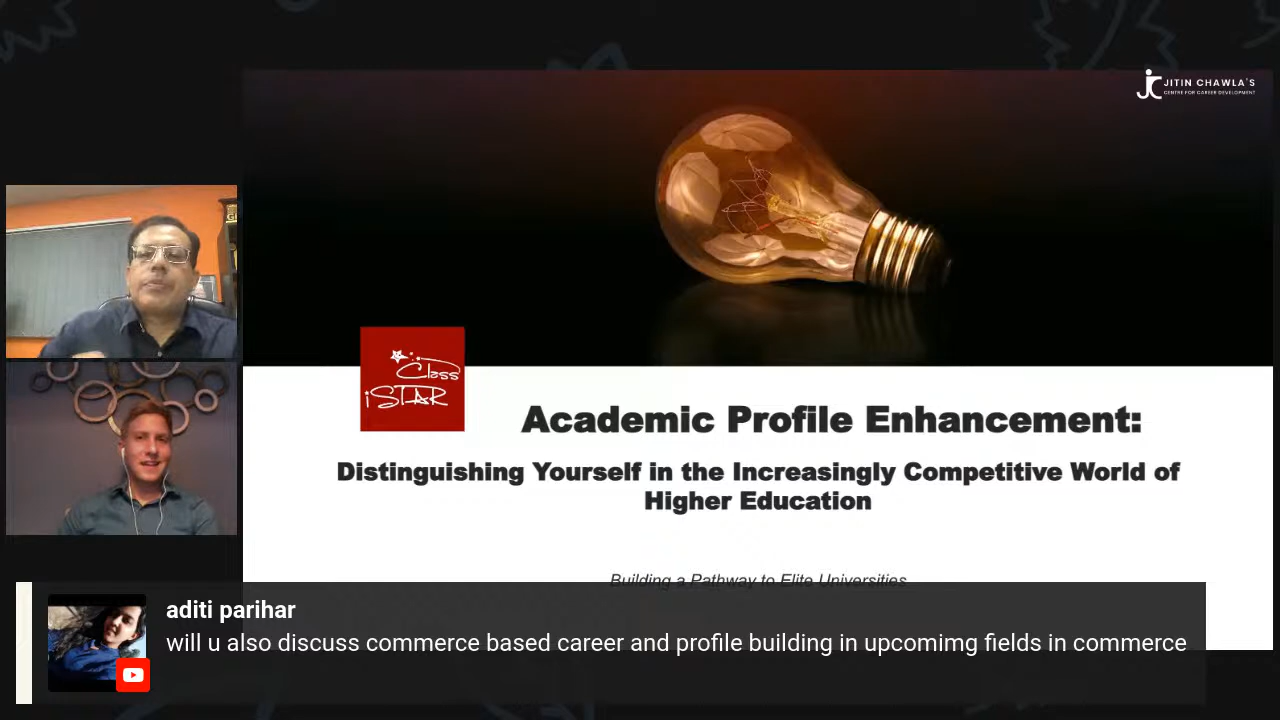 JITIN CHAWLA'S
CENTRE FOR CAREER DEVELOPMENT
Class
iSTAR
Academic Profile Enhancement:
Distinguishing Yourself in the Increasingly Competitive World of
Higher Education
Building a Pathway to Elite Universities
aditi parihar
will u also discuss commerce based career and profile building in upcomimg fields in commerce